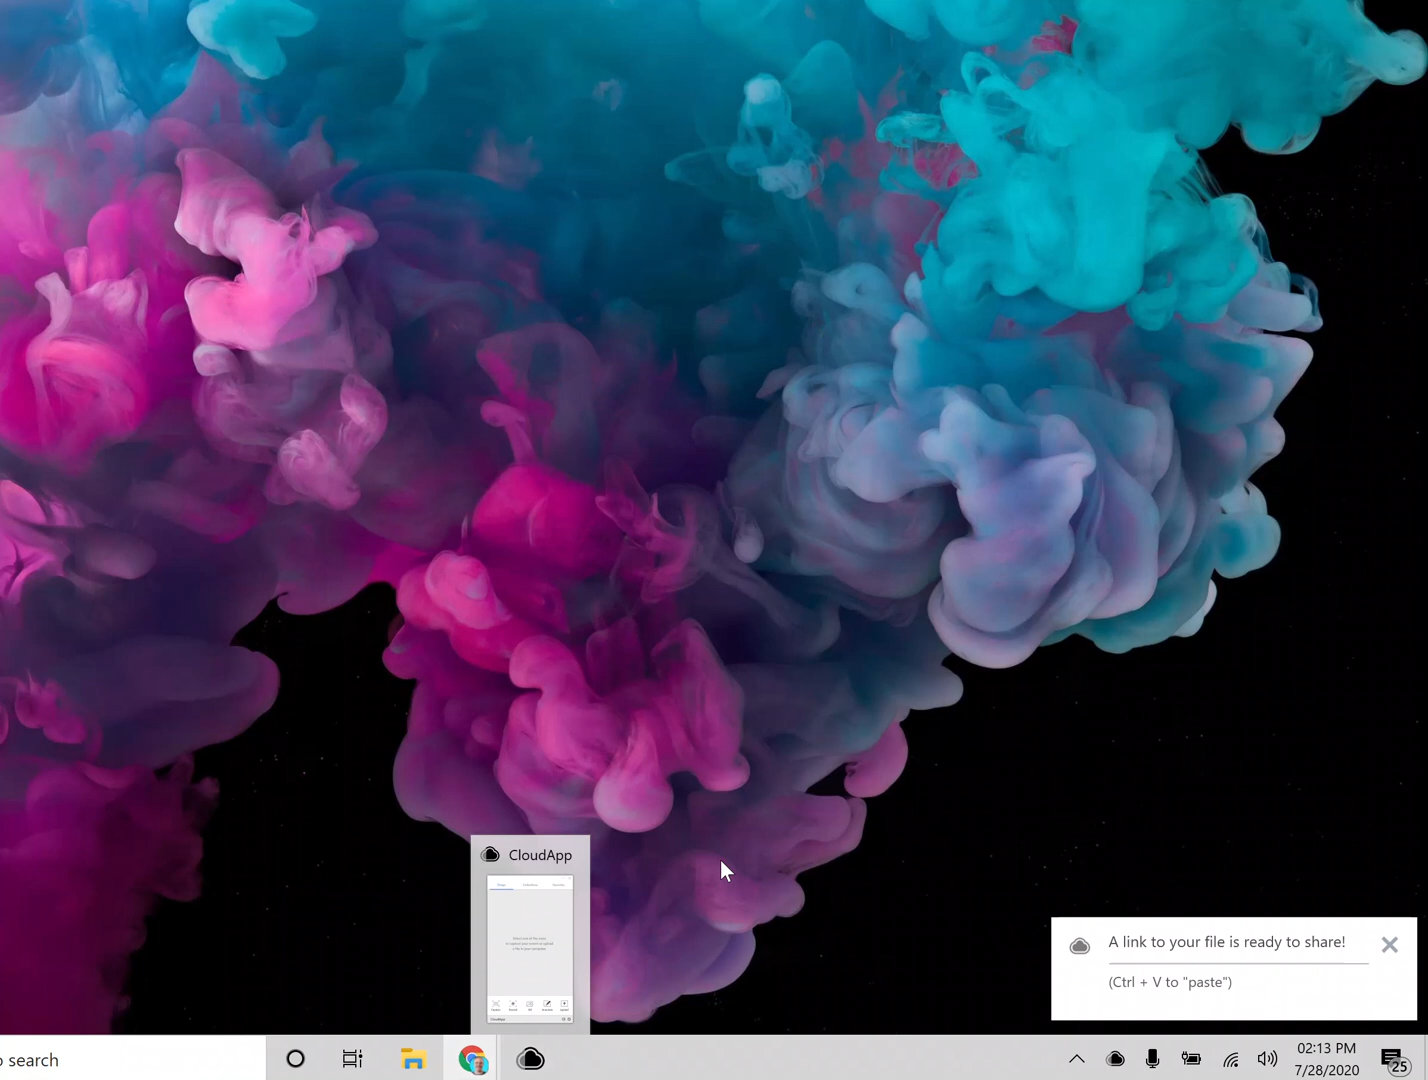 CloudApp
A link to your file is ready to share!
(Ctrl + V to "paste")
search
02:13 PM
7/28/2020
25